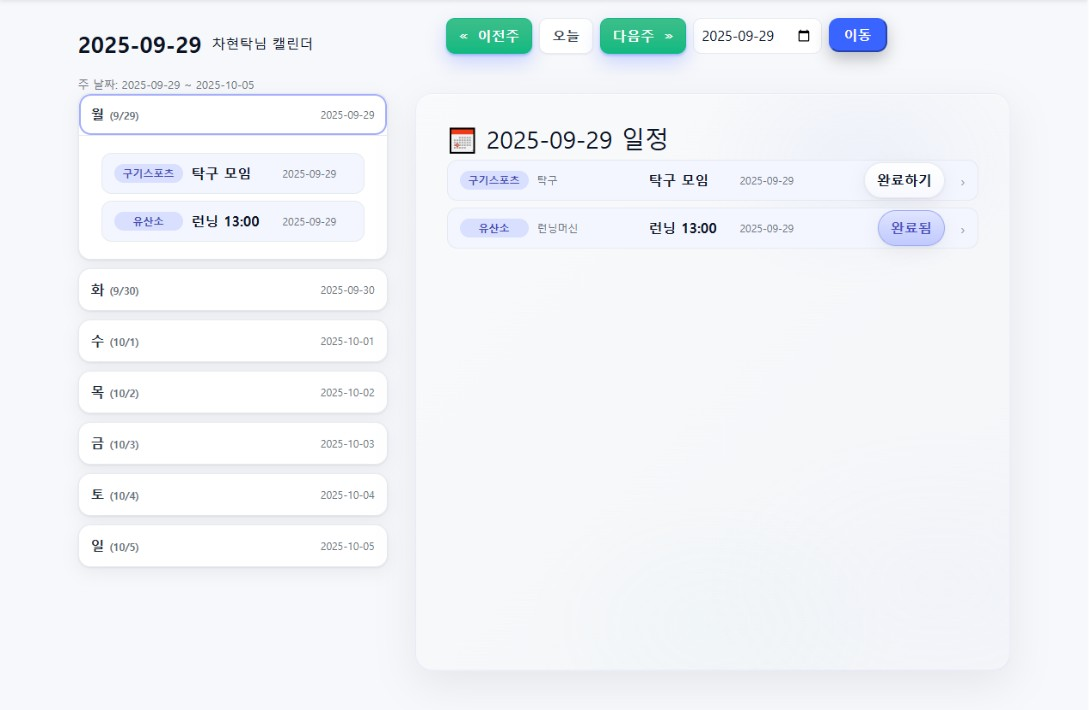 2025-09-29 차현탁님 캘린더
« 이전주 오늘 다음주 » 2025-09-29 이동
주 날짜: 2025-09-29 ~ 2025-10-05
월 (9/29) 2025-09-29
구기스포츠 탁구 모임 2025-09-29
유산소 런닝 13:00 2025-09-29
화 (9/30) 2025-09-30
수 (10/1) 2025-10-01
목 (10/2) 2025-10-02
금 (10/3) 2025-10-03
토 (10/4) 2025-10-04
일 (10/5) 2025-10-05
2025-09-29 일정
구기스포츠 탁구 탁구 모임 2025-09-29 완료하기 ›
유산소 런닝머신 런닝 13:00 2025-09-29 완료됨 ›